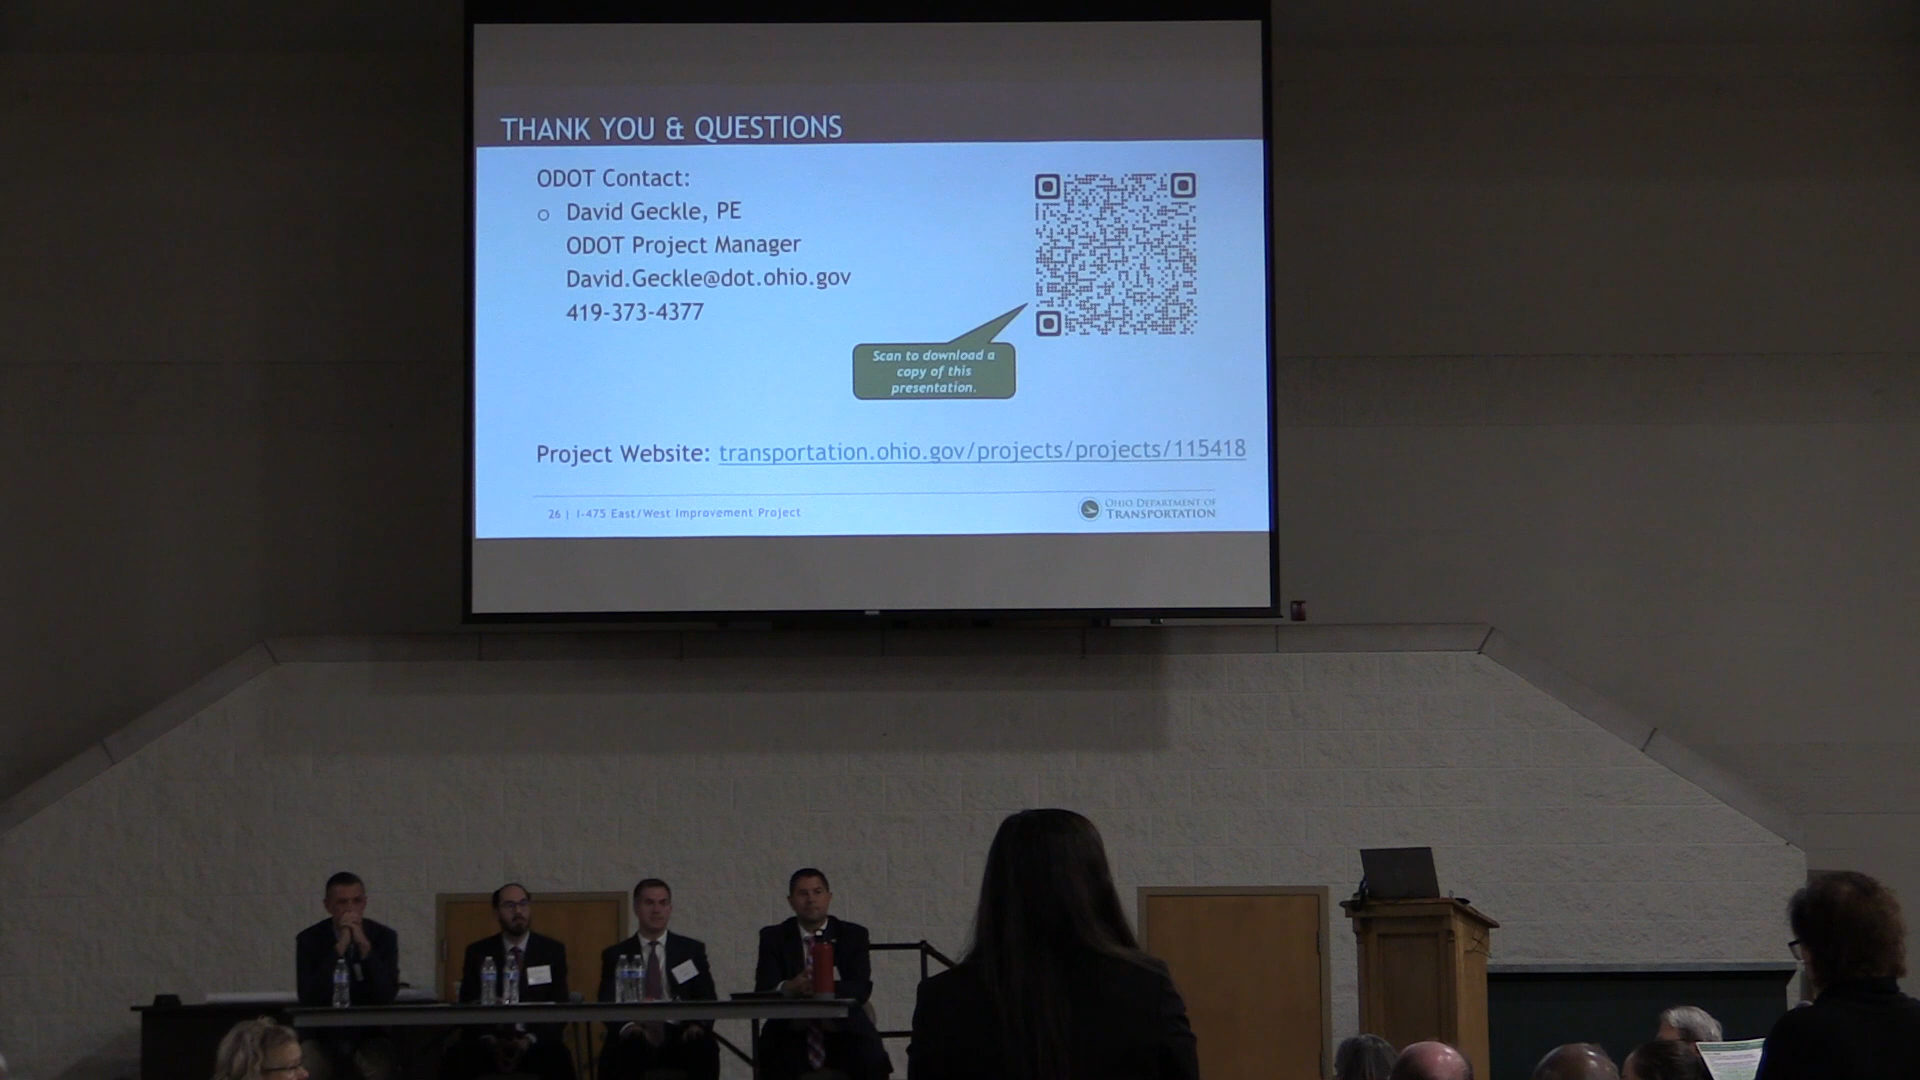 THANK YOU & QUESTIONS
ODOT Contact:
○ David Geckle, PE
ODOT Project Manager
David.Geckle@dot.ohio.gov
419-373-4377
Scan to download a
copy of this
presentation.
Project Website: transportation.ohio.gov/projects/projects/115418
26 | I-475 East/West Improvement Project
OHIO DEPARTMENT OF
TRANSPORTATION